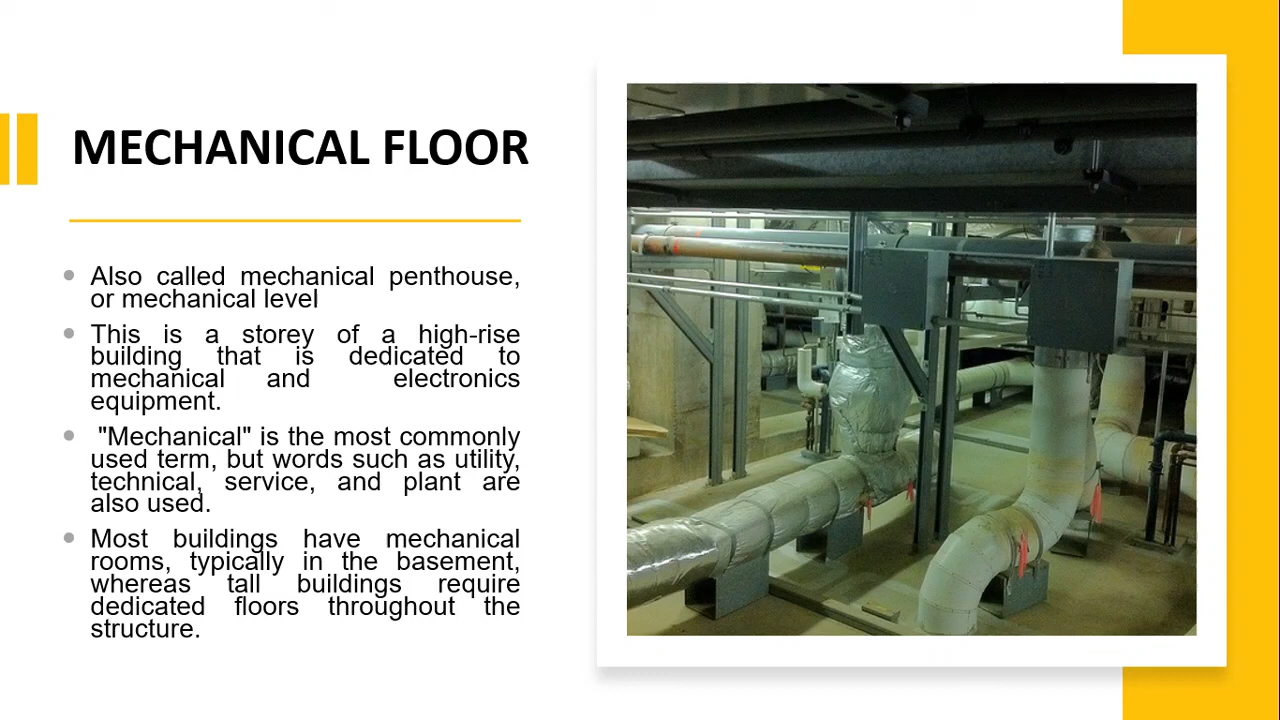 MECHANICAL FLOOR
Also called mechanical penthouse,
or mechanical level
This is a storey of a high-rise
building that is dedicated to
mechanical and electronics
equipment.
"Mechanical" is the most commonly
used term, but words such as utility,
technical, service, and plant are
also used.
Most buildings have mechanical
rooms, typically in the basement,
whereas tall buildings require
dedicated floors throughout the
structure.